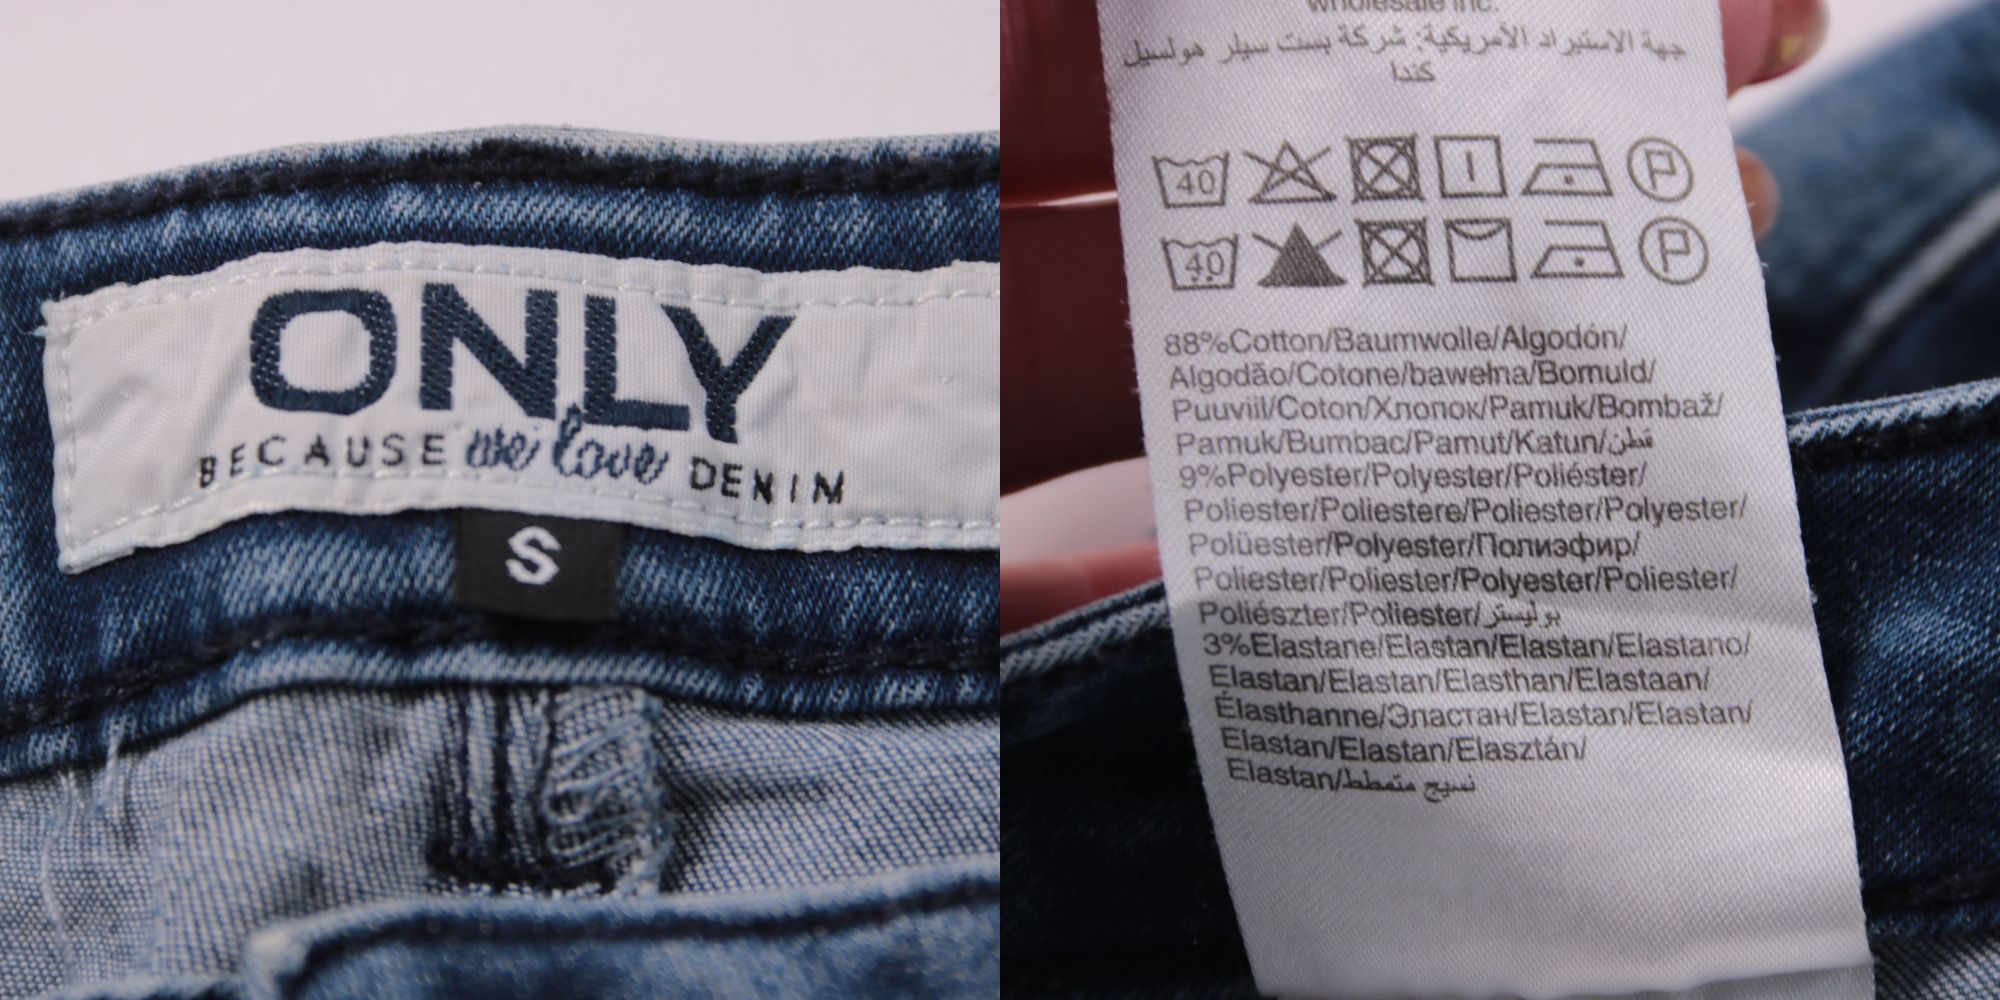 ONLY
BECAUSE we love DENIM
S
wholesale inc.
جهة الاستيراد الأمريكية: شركة بست سيلر هولسيل
كندا
40
P
40
P
88%Cotton/Baumwolle/Algodón/
Algodão/Cotone/bawełna/Bomuld/
Puuvill/Coton/Хлопок/Pamuk/Bombaž/
Pamuk/Bumbac/Pamut/Katun/قطن
9%Polyester/Polyester/Poliéster/
Poliester/Poliestere/Poliester/Polyester/
Polüester/Polyester/Полиэфир/
Poliester/Poliester/Polyester/Poliester/
Poliészter/Poliester/بوليستر
3%Elastane/Elastan/Elastan/Elastano/
Elastan/Elastan/Elasthan/Elastaan/
Élasthanne/Эластан/Elastan/Elastan/
Elastan/Elastan/Elasztán/
Elastan/نسيج متمطط